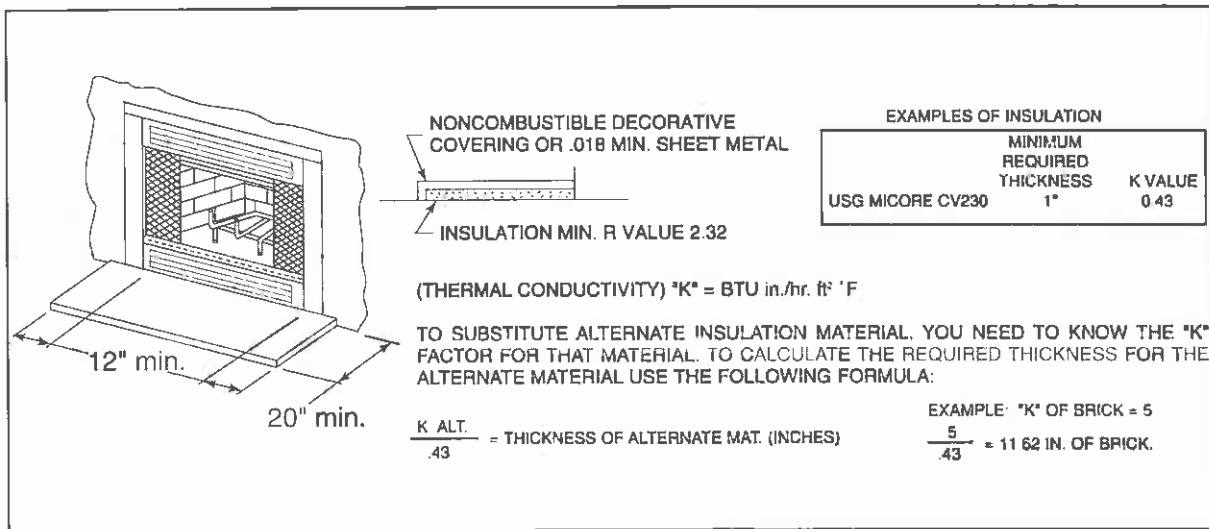 NONCOMBUSTIBLE DECORATIVE
COVERING OR .018 MIN. SHEET METAL
INSULATION MIN. R VALUE 2.32
EXAMPLES OF INSULATION
MINIMUM
REQUIRED
THICKNESS K VALUE
USG MICORE CV230 1" 0.43
12" min.
20" min.
(THERMAL CONDUCTIVITY) "K" = BTU in./hr. ft² °F
TO SUBSTITUTE ALTERNATE INSULATION MATERIAL, YOU NEED TO KNOW THE "K"
FACTOR FOR THAT MATERIAL. TO CALCULATE THE REQUIRED THICKNESS FOR THE
ALTERNATE MATERIAL USE THE FOLLOWING FORMULA:
K ALT.
.43
= THICKNESS OF ALTERNATE MAT. (INCHES)
EXAMPLE: "K" OF BRICK = 5
5
.43
= 11.62 IN. OF BRICK.